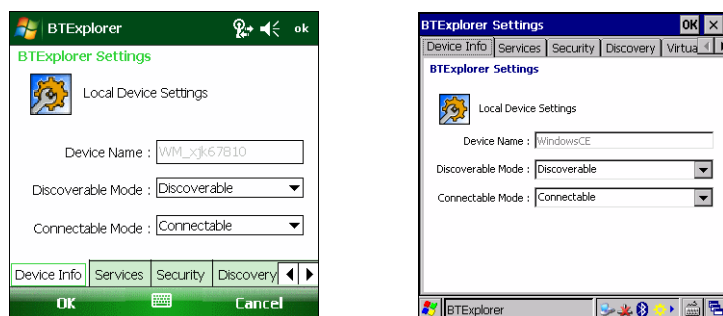 BTExplorer ok
BTExplorer Settings
Local Device Settings
Device Name : WM_xjk67810
Discoverable Mode : Discoverable
Connectable Mode : Connectable
Device Info Services Security Discovery
OK Cancel
BTExplorer Settings OK ×
Device Info Services Security Discovery Virtua
BTExplorer Settings
Local Device Settings
Device Name : WindowsCE
Discoverable Mode : Discoverable
Connectable Mode : Connectable
BTExplorer